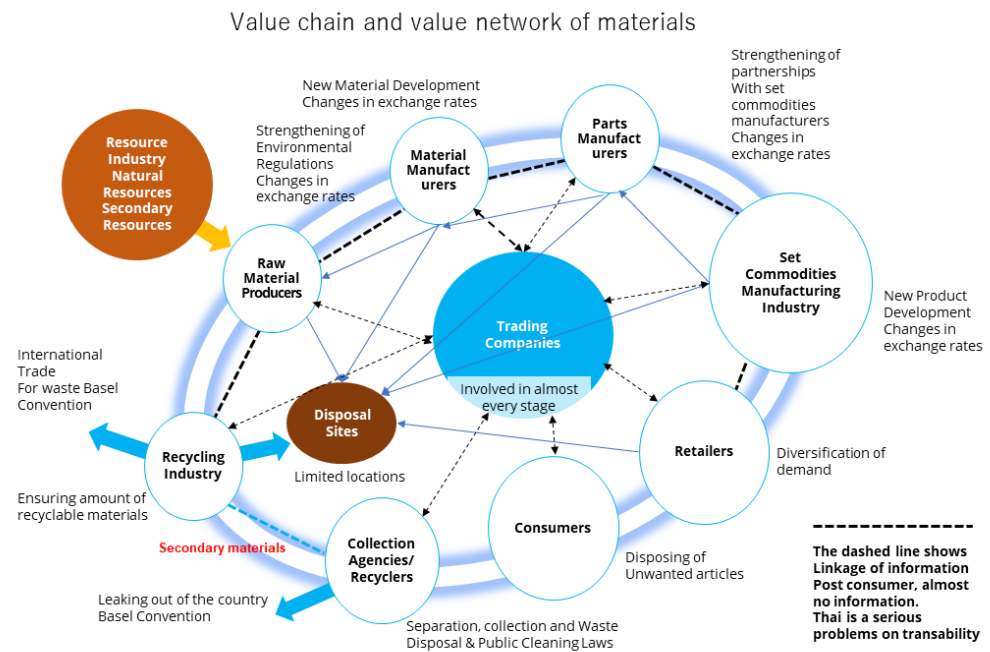 Value chain and value network of materials
Strengthening of
partnerships
With set
commodities
manufacturers
Changes in
exchange rates
New Material Development
Changes in exchange rates
Parts
Manufact
urers
Strengthening of
Environmental
Regulations
Changes in
exchange rates
Material
Manufact
urers
Resource
Industry
Natural
Resources
Secondary
Resources
Raw
Material
Producers
Set
Commodities
Manufacturing
Industry
New Product
Development
Changes in
exchange rates
Trading
Companies
Involved in almost
every stage
International
Trade
For waste Basel
Convention
Disposal
Sites
Limited locations
Recycling
Industry
Retailers
Diversification of
demand
Ensuring amount of
recyclable materials
Consumers
Secondary materials
Collection
Agencies/
Recyclers
Disposing of
Unwanted articles
The dashed line shows
Linkage of information
Post consumer, almost
no information.
Thai is a serious
problems on transability
Leaking out of the country
Basel Convention
Separation, collection and Waste
Disposal & Public Cleaning Laws